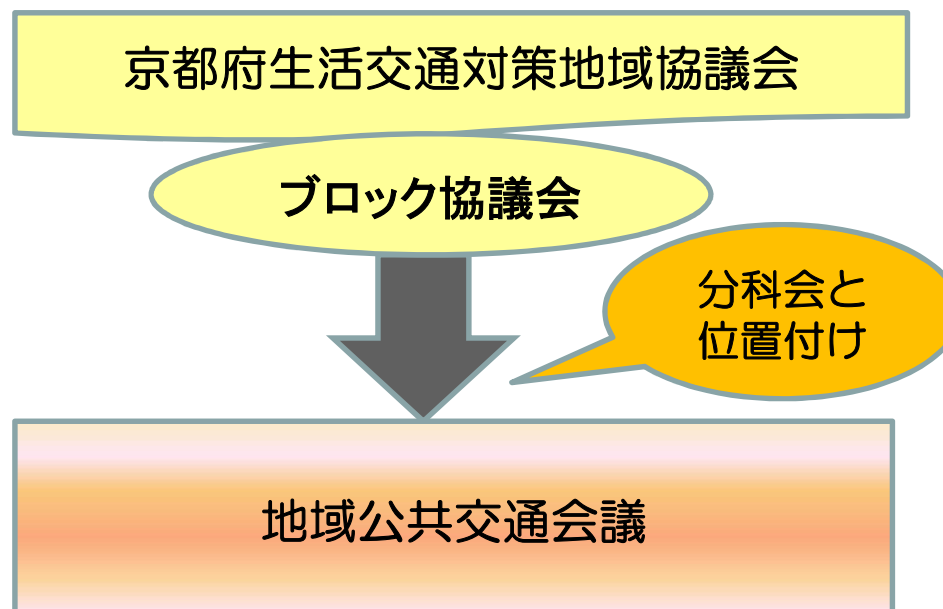 京都府生活交通対策地域協議会
ブロック協議会
分科会と
位置付け
地域公共交通会議